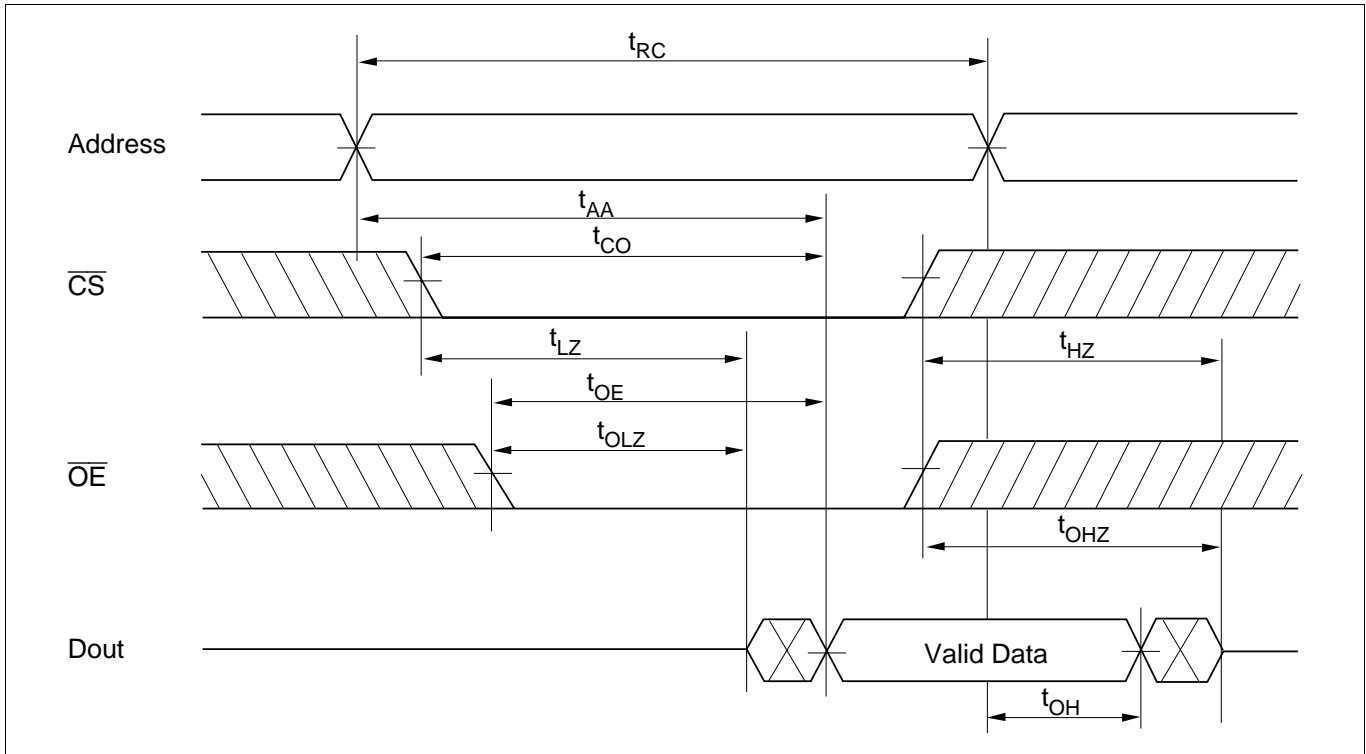 tRC
Address
tAA
tCO
CS
tLZ
tHZ
tOE
tOLZ
OE
tOHZ
Dout
Valid Data
tOH